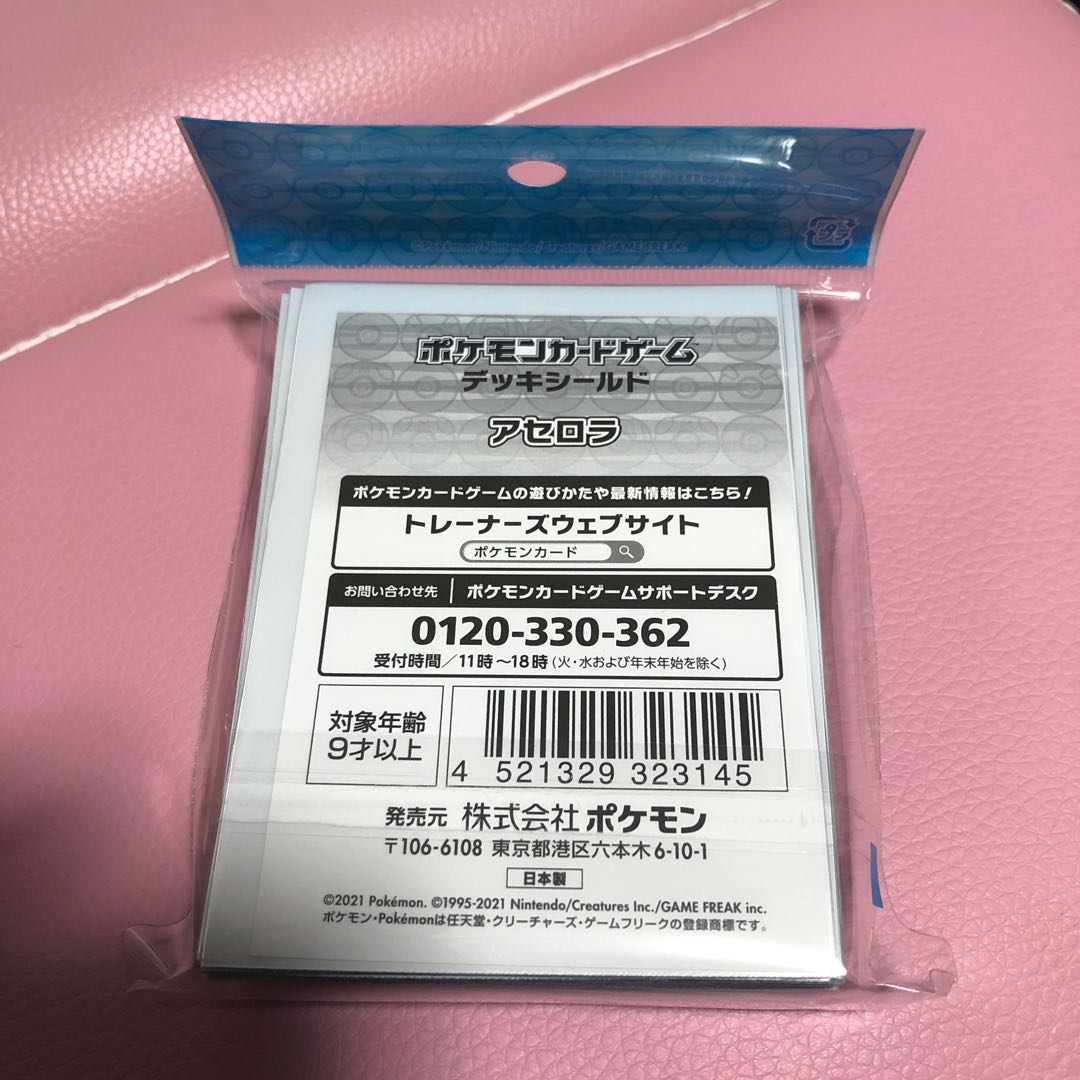 ©Pokémon/Nintendo/Creatures/GAME FREAK
プラ
ポケモンカードゲーム
デッキシールド
アセロラ
ポケモンカードゲームの遊びかたや最新情報はこちら!
トレーナーズウェブサイト
ポケモンカード
お問い合わせ先 ポケモンカードゲームサポートデスク
0120-330-362
受付時間/11時~18時(火・水および年末年始を除く)
対象年齢
9才以上
4 521329 323145
発売元 株式会社 ポケモン
〒106-6108 東京都港区六本木6-10-1
日本製
©2021 Pokémon. ©1995-2021 Nintendo/Creatures Inc./GAME FREAK inc.
ポケモン・Pokémonは任天堂・クリーチャーズ・ゲームフリークの登録商標です。